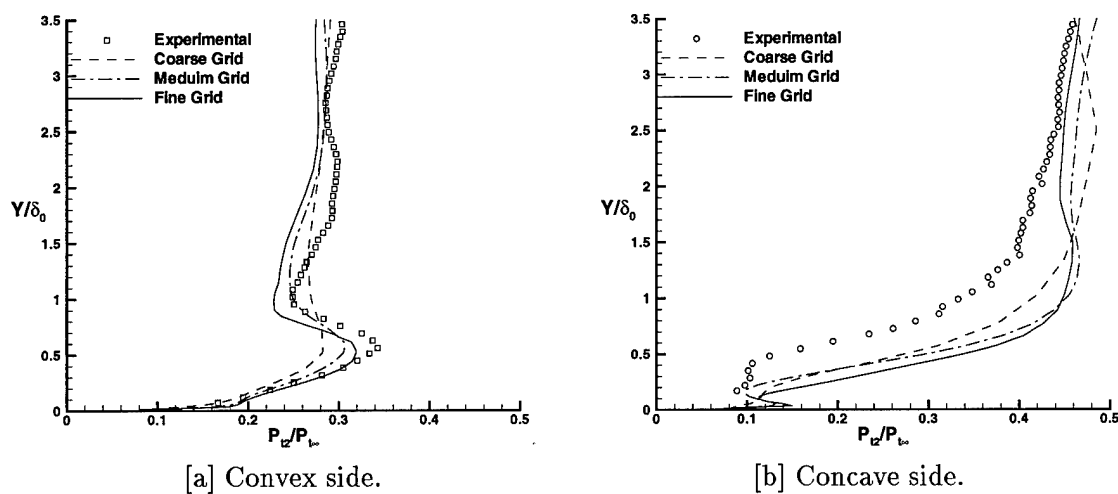 3.5
3
2.5
2
1.5
1
0.5
0
Y/δ₀
Experimental
Coarse Grid
Meduim Grid
Fine Grid
0
0.1
0.2
0.3
0.4
0.5
Pt2/Pt∞
[a] Convex side.
3.5
3
2.5
2
1.5
1
0.5
0
Y/δ₀
Experimental
Coarse Grid
Meduim Grid
Fine Grid
0
0.1
0.2
0.3
0.4
0.5
Pt2/Pt∞
[b] Concave side.